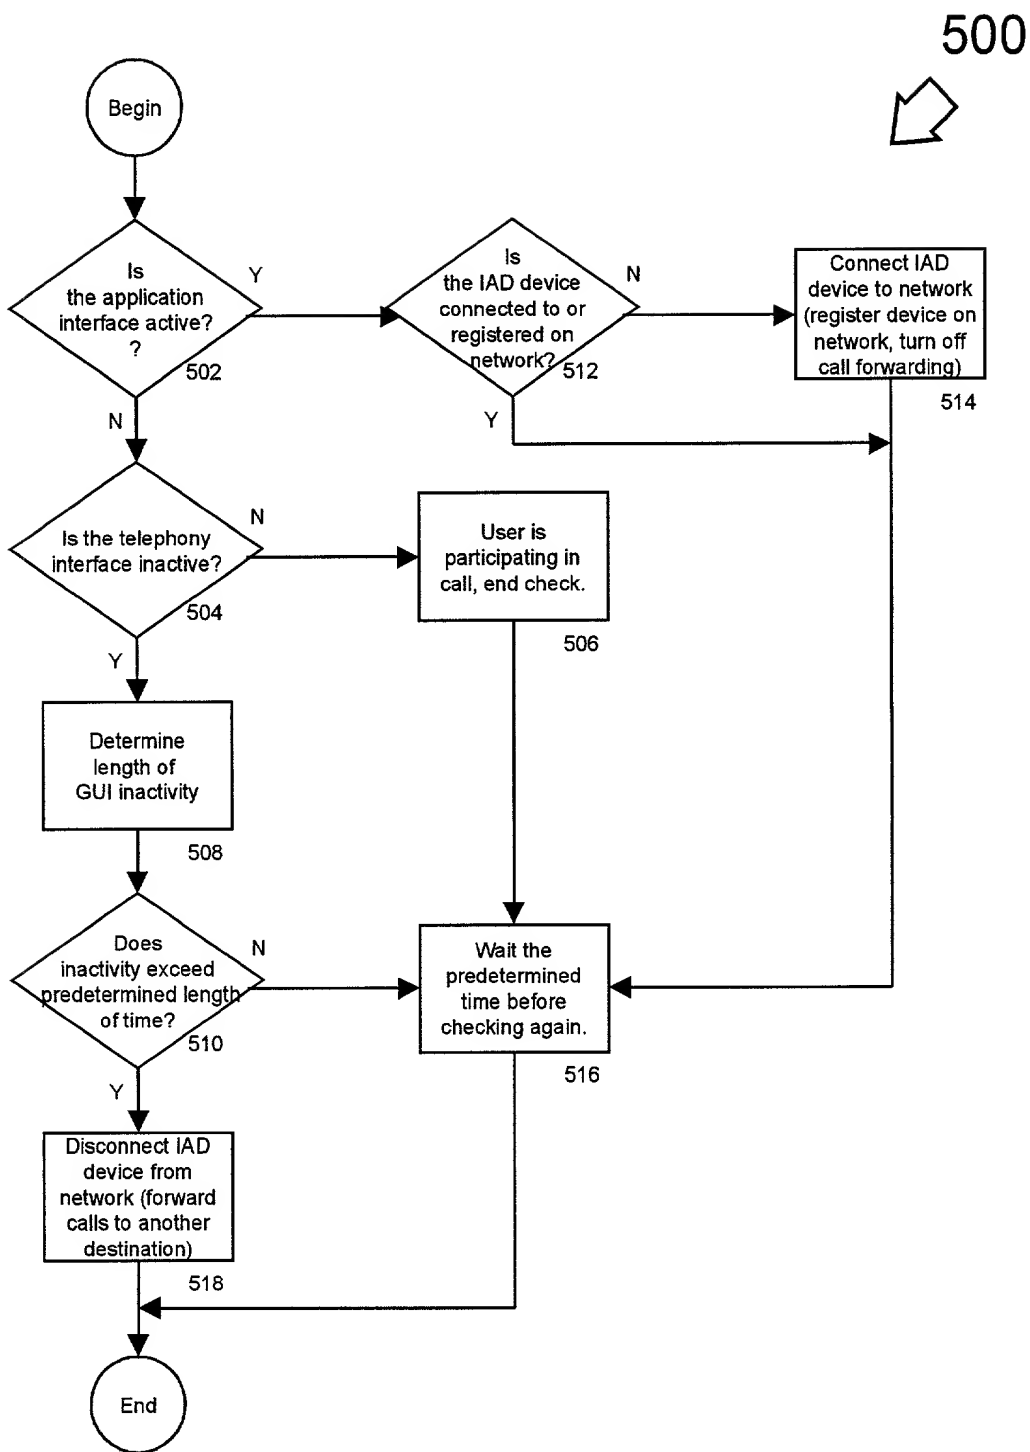 500
Begin
Is
the application
interface active?
?
502
Y
N
Is
the IAD device
connected to or
registered on
network?
512
N
Y
Connect IAD
device to network
(register device on
network, turn off
call forwarding)
514
Is the telephony
interface inactive?
504
N
Y
User is
participating in
call, end check.
506
Determine
length of
GUI inactivity
508
Does
inactivity exceed
predetermined length
of time?
510
N
Y
Wait the
predetermined
time before
checking again.
516
Disconnect IAD
device from
network (forward
calls to another
destination)
518
End